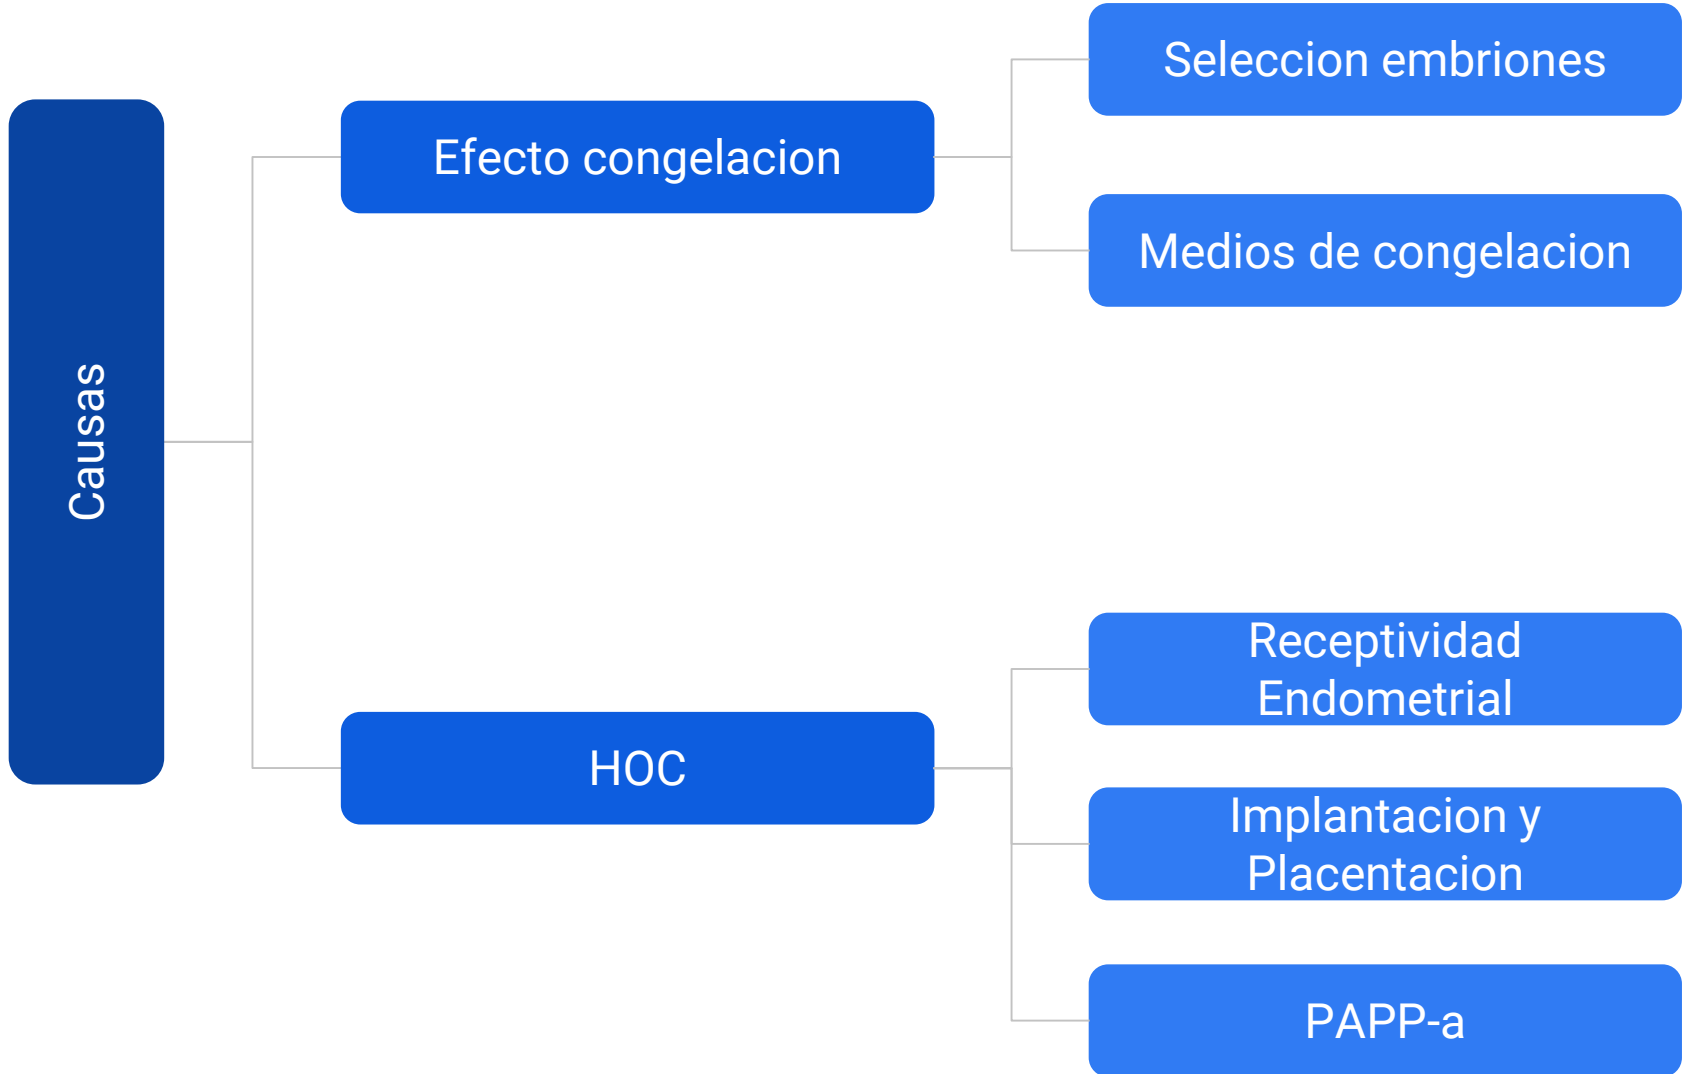 Causas
Efecto congelacion
Seleccion embriones
Medios de congelacion
HOC
Receptividad
Endometrial
Implantacion y
Placentacion
PAPP-a